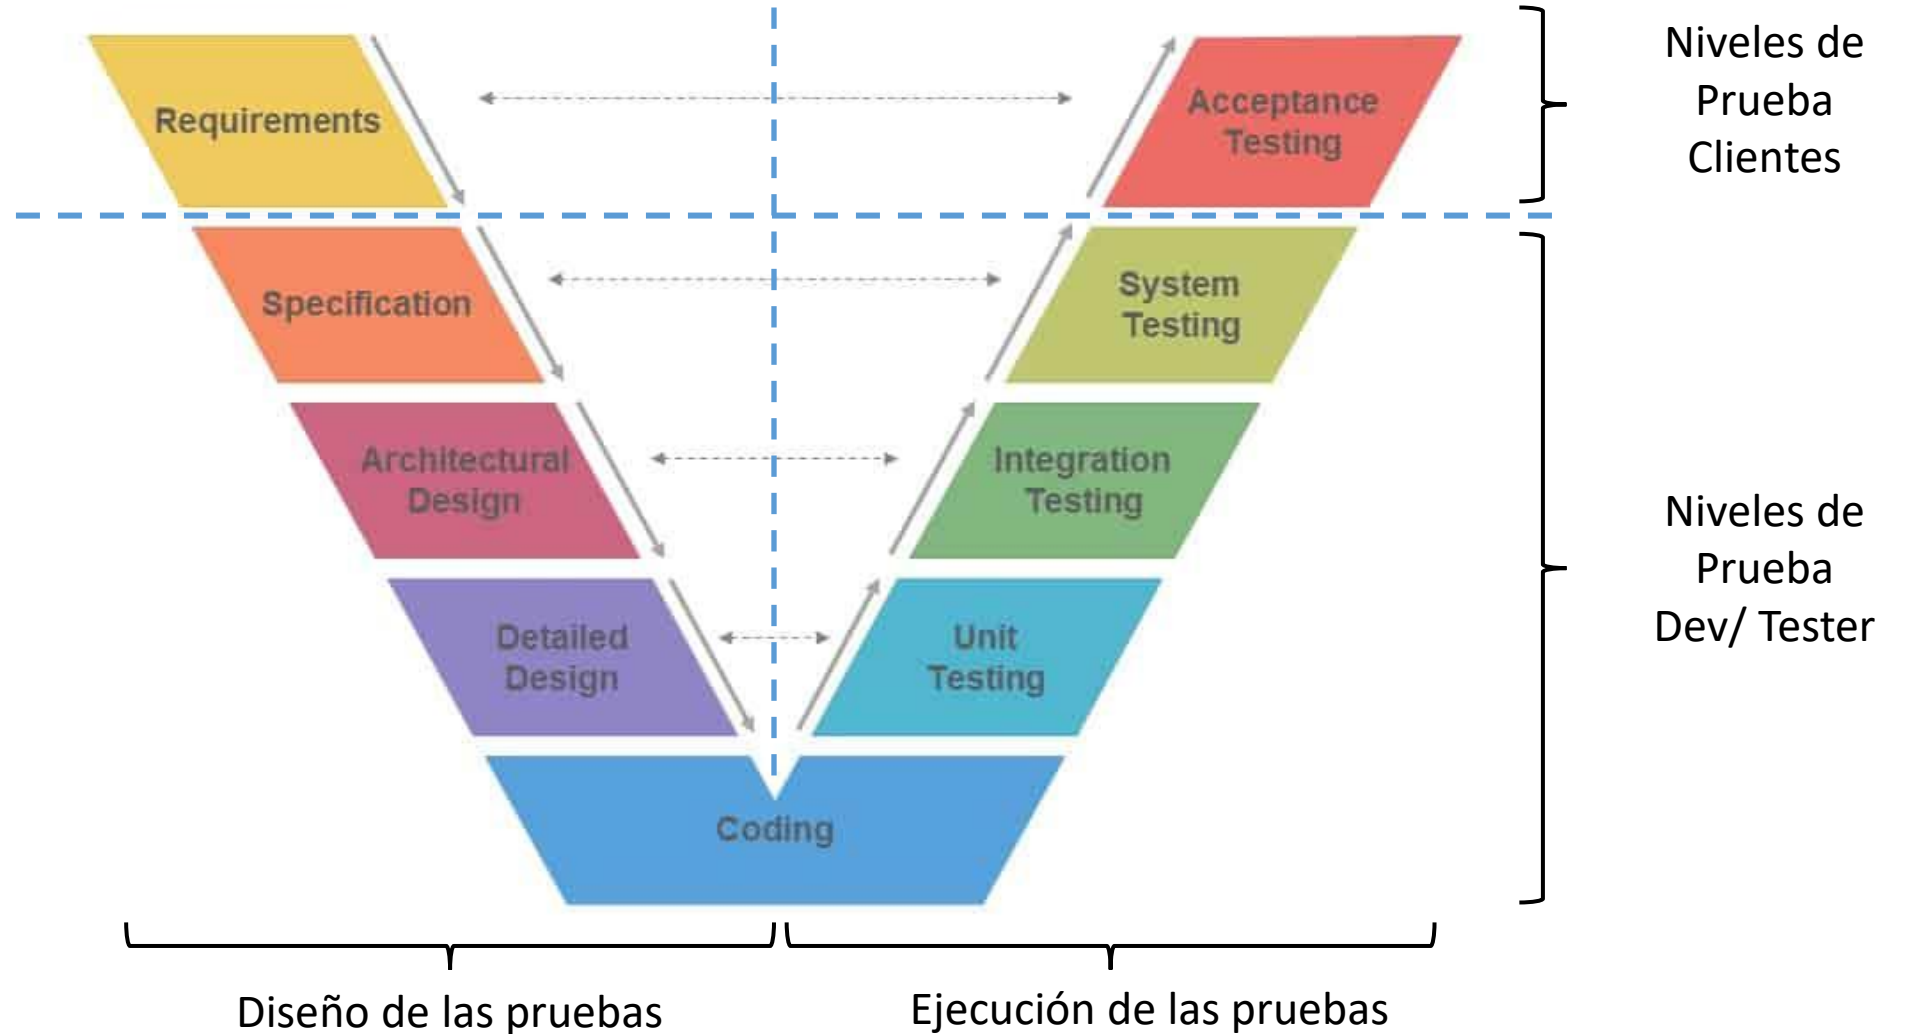 Requirements
Acceptance
Testing
Niveles de
Prueba
Clientes
Specification
System
Testing
Architectural
Design
Integration
Testing
Niveles de
Prueba
Dev/ Tester
Detailed
Design
Unit
Testing
Coding
Diseño de las pruebas
Ejecución de las pruebas